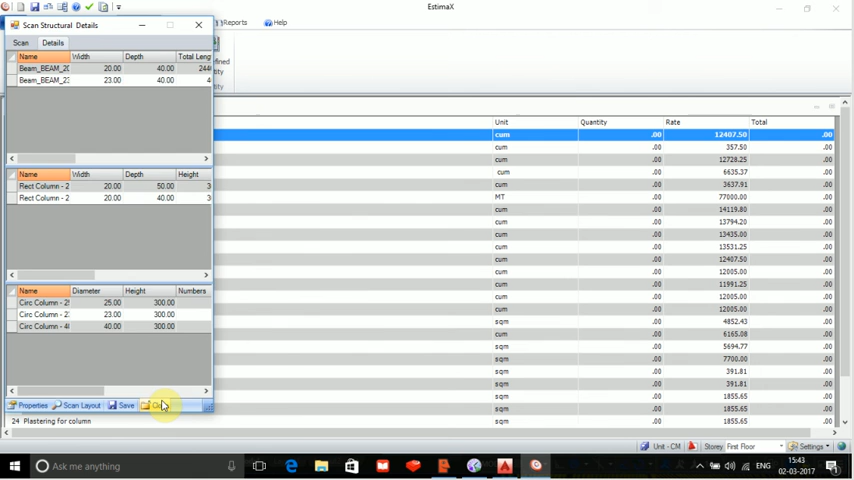 EstimaX
Reports Help
Scan Structural Details
Scan Details
Name Width Depth Total Leng
Beam_BEAM_20 20.00 40.00 244
Beam_BEAM_23 23.00 40.00 4
Name Width Depth Height
Rect Column - 2 20.00 50.00 3
Rect Column - 2 20.00 40.00 3
Name Diameter Height Numbers
Circ Column - 25 25.00 300.00
Circ Column - 2 23.00 300.00
Circ Column - 40 40.00 300.00
Properties Scan Layout Save
fined
tity
ty
Unit Quantity Rate Total
cum .00 12407.50 .00
cum .00 357.50 .00
cum .00 12728.25 .00
cum .00 6635.37 .00
cum .00 3637.91 .00
MT .00 77000.00 .00
cum .00 14119.80 .00
cum .00 13794.20 .00
cum .00 13435.00 .00
cum .00 13531.25 .00
cum .00 12407.50 .00
cum .00 12005.00 .00
cum .00 11991.25 .00
cum .00 12005.00 .00
cum .00 12005.00 .00
sqm .00 4852.43 .00
cum .00 6165.08 .00
sqm .00 5694.77 .00
sqm .00 7700.00 .00
sqm .00 391.81 .00
sqm .00 391.81 .00
sqm .00 1855.65 .00
sqm .00 1855.65 .00
24 Plastering for column sqm .00 1855.65 .00
Unit - CM Storey First Floor Settings
Ask me anything
ENG
15:43
02-03-2017